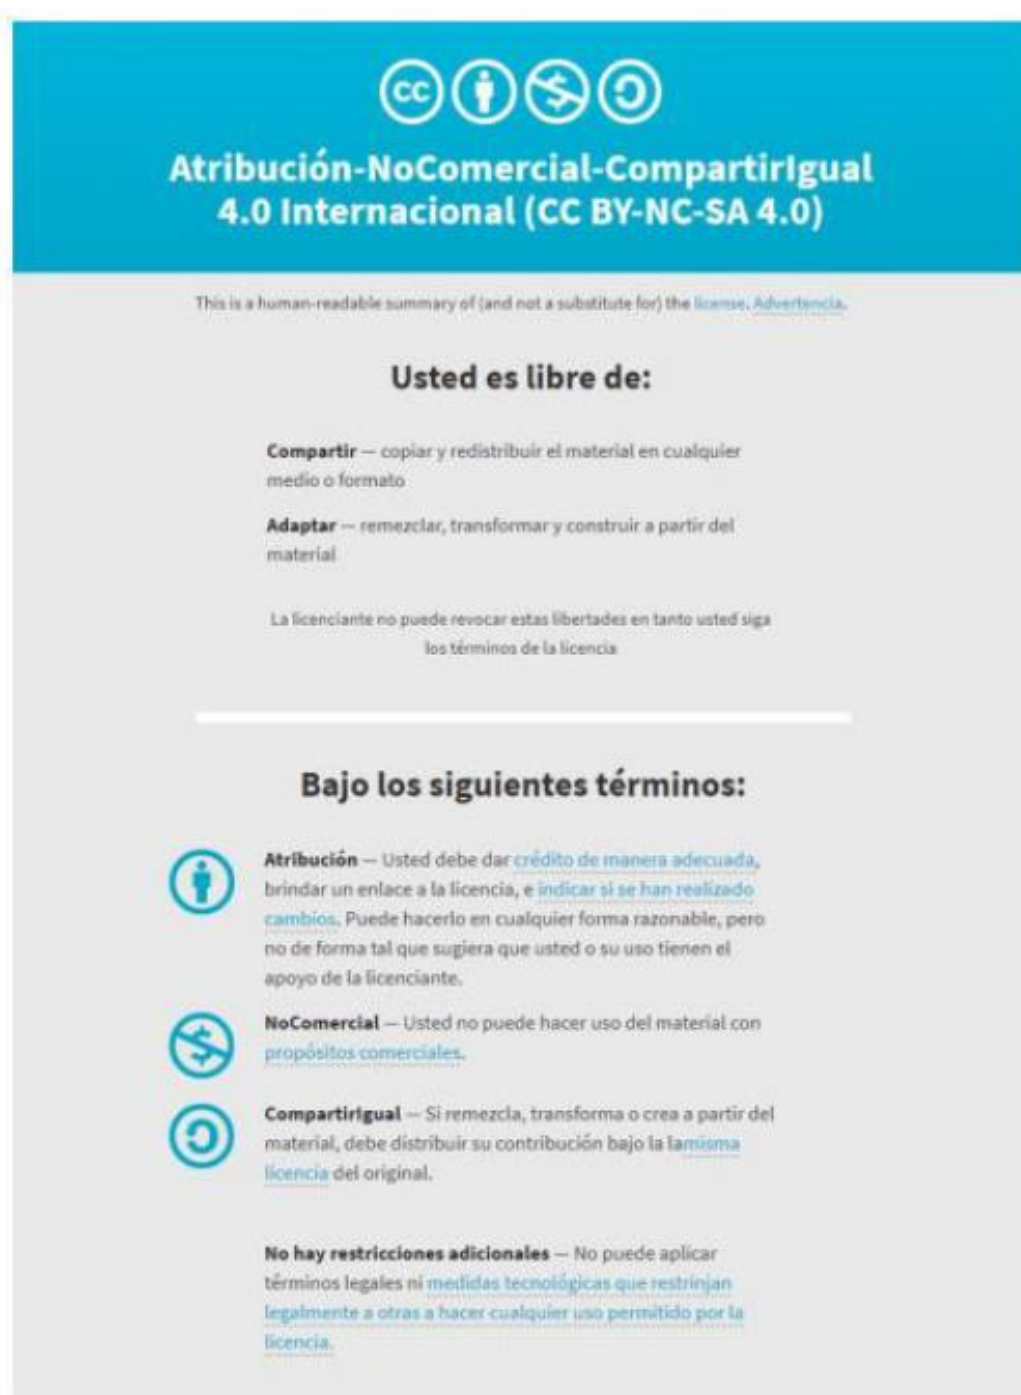 cc
Atribución-NoComercial-CompartirIgual
4.0 Internacional (CC BY-NC-SA 4.0)
This is a human-readable summary of (and not a substitute for) the license. Advertencia.
Usted es libre de:
Compartir — copiar y redistribuir el material en cualquier
medio o formato
Adaptar — remezclar, transformar y construir a partir del
material
La licenciante no puede revocar estas libertades en tanto usted siga
los términos de la licencia
Bajo los siguientes términos:
Atribución — Usted debe dar crédito de manera adecuada,
brindar un enlace a la licencia, e indicar si se han realizado
cambios. Puede hacerlo en cualquier forma razonable, pero
no de forma tal que sugiera que usted o su uso tienen el
apoyo de la licenciante.
NoComercial — Usted no puede hacer uso del material con
propósitos comerciales.
CompartirIgual — Si remezcla, transforma o crea a partir del
material, debe distribuir su contribución bajo la lamisma
licencia del original.
No hay restricciones adicionales — No puede aplicar
términos legales ni medidas tecnológicas que restrinjan
legalmente a otras a hacer cualquier uso permitido por la
licencia.